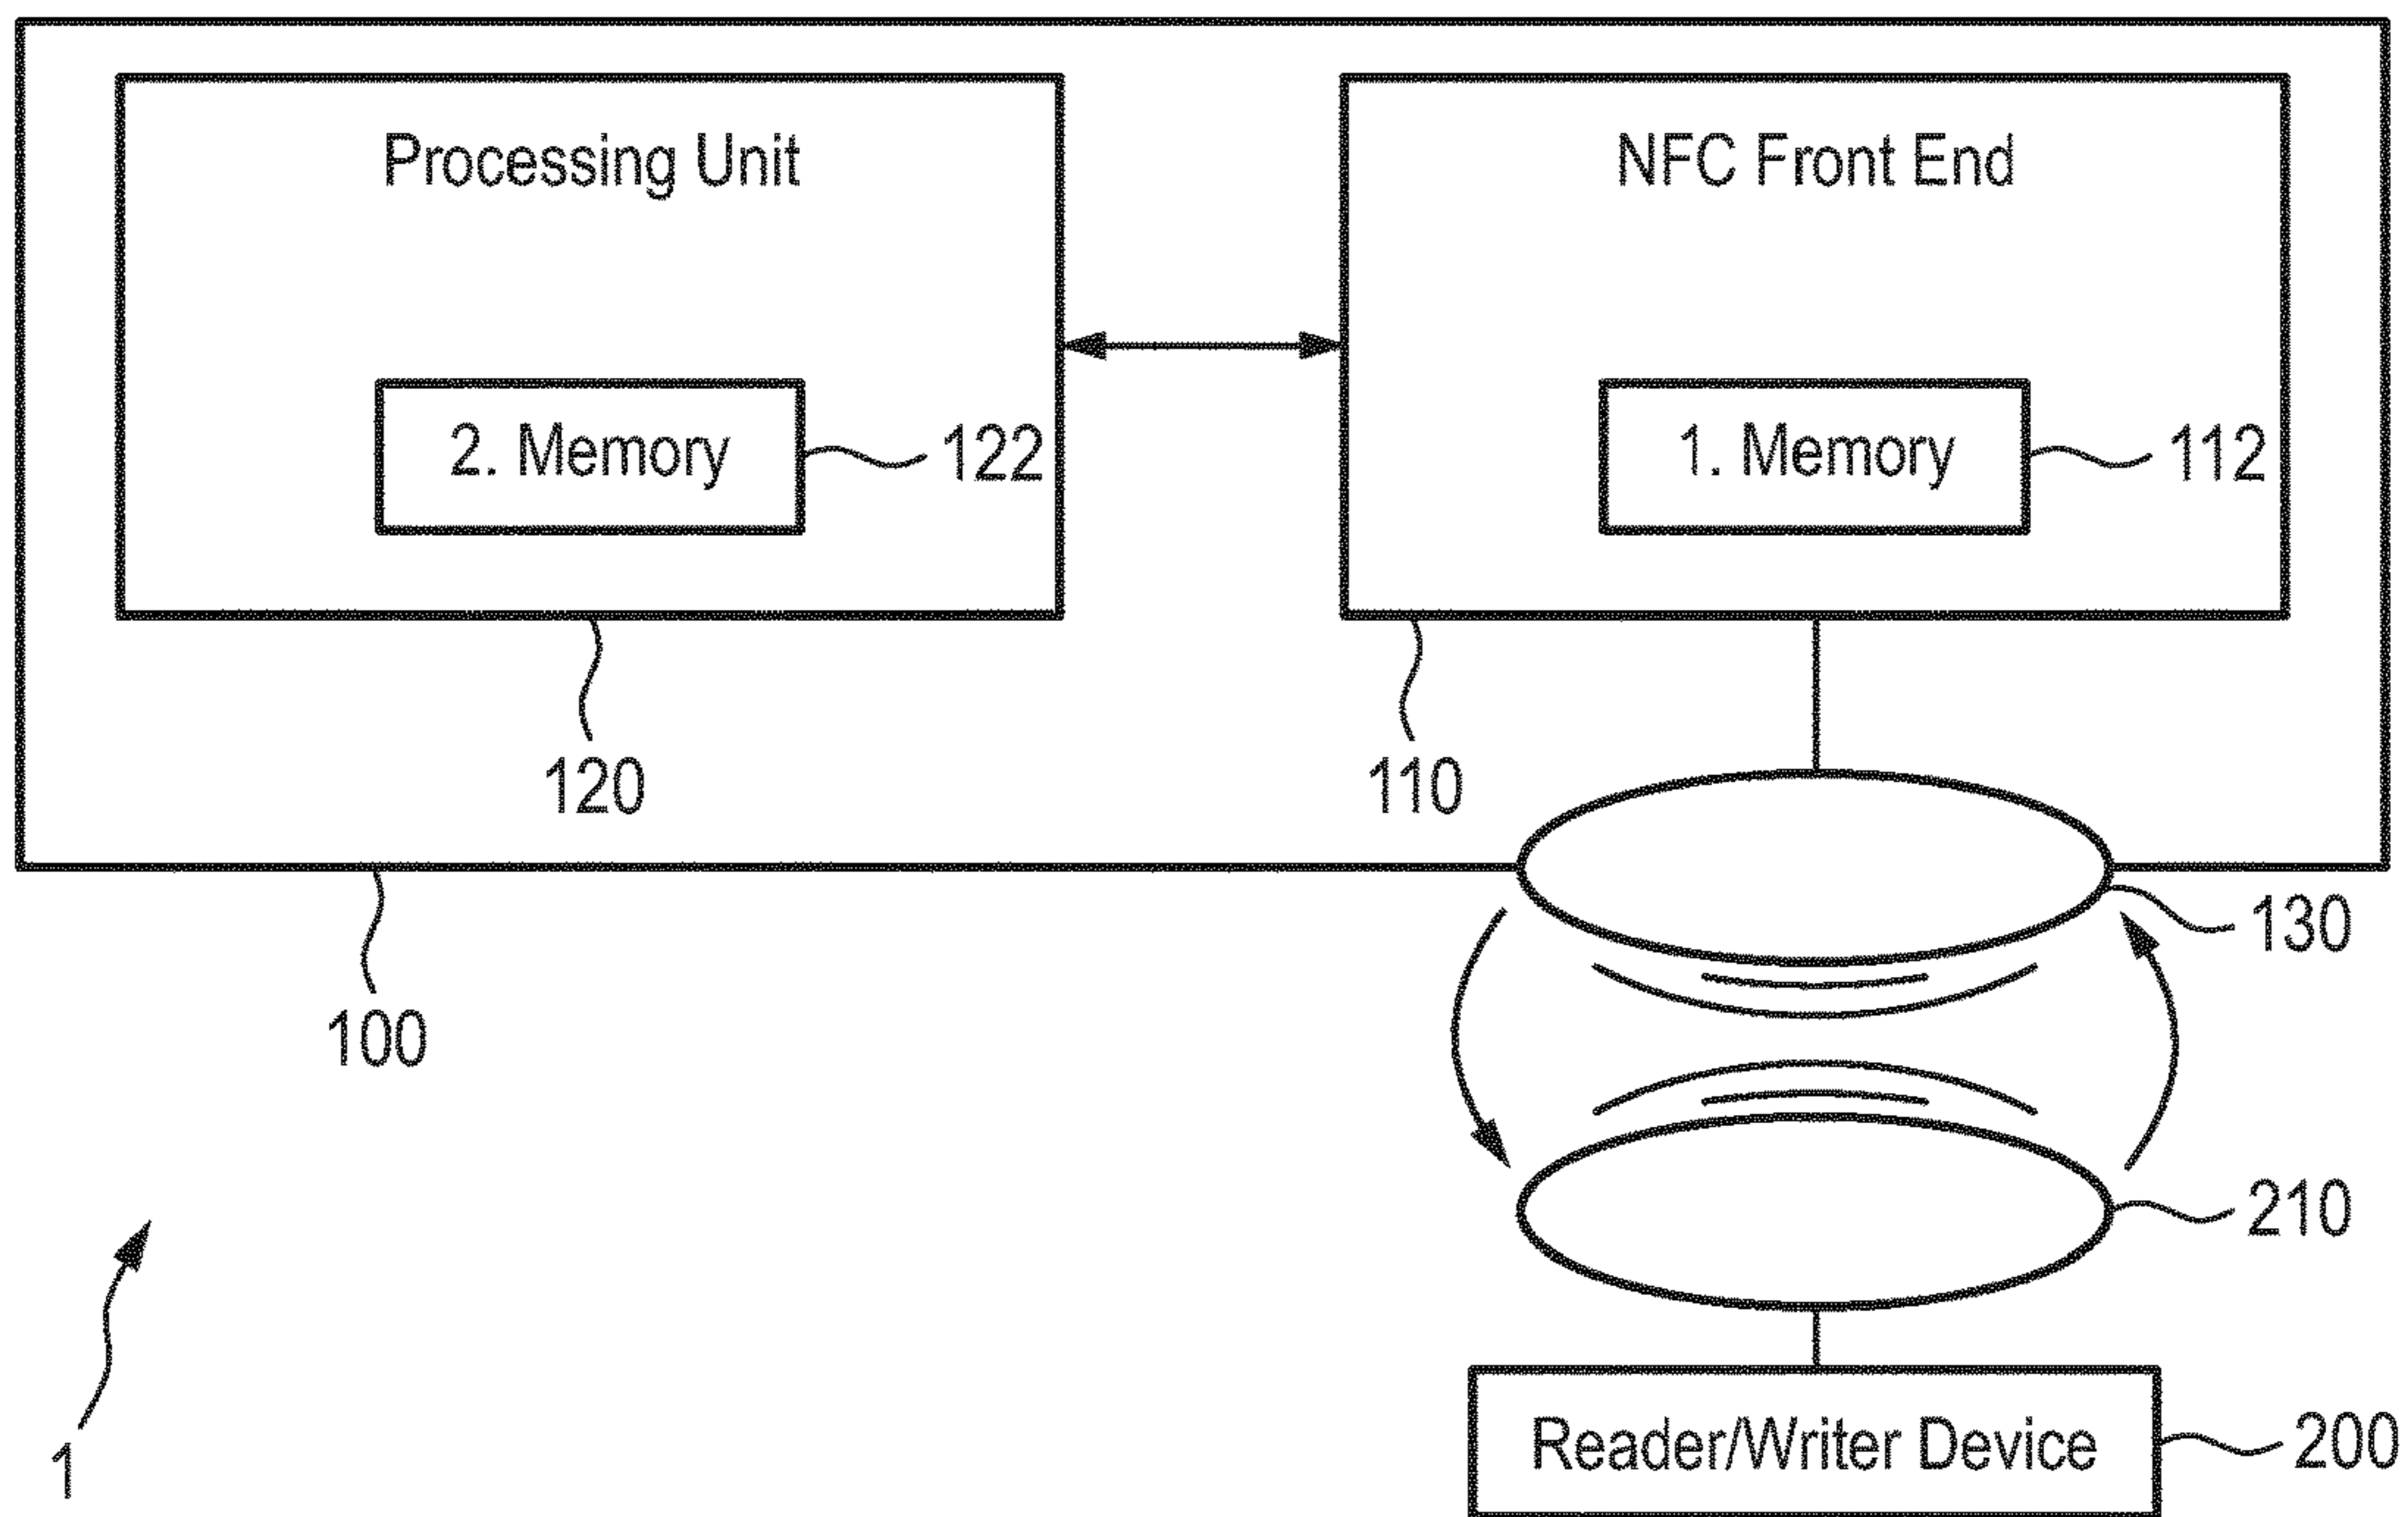 Processing Unit
NFC Front End
2. Memory
122
1. Memory
112
120
110
130
100
210
1
Reader/Writer Device
200